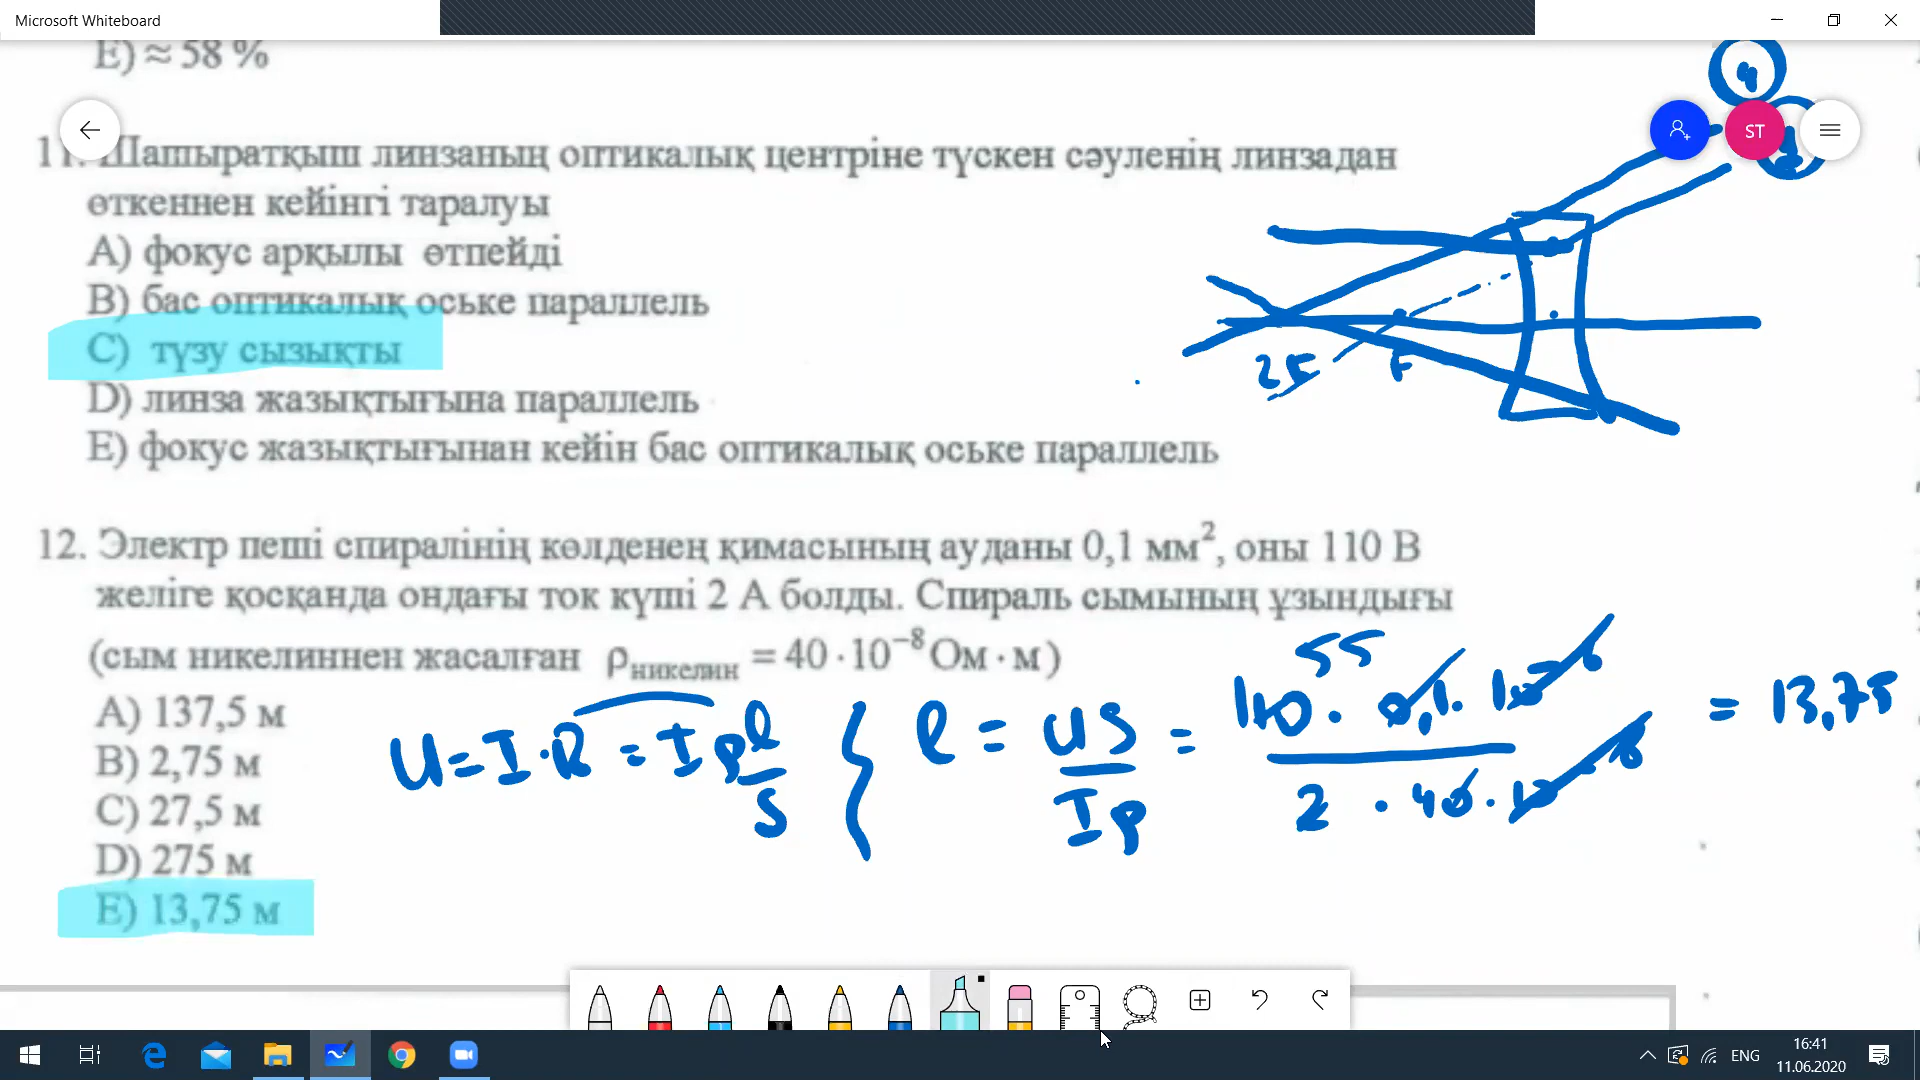 Microsoft Whiteboard
E) ≈ 58 %
4
ST
11. Шашыратқыш линзаның оптикалық центріне түскен сәуленің линзадан
өткеннен кейінгі таралуы
A) фокус арқылы өтпейді
B) бас оптикалық оське параллель
C) түзу сызықты
D) линза жазықтығына параллель
E) фокус жазықтығынан кейін бас оптикалық оське параллель
2F F
12. Электр пеші спиралінің көлденең қимасының ауданы 0,1 мм², оны 110 В
желіге қосқанда ондағы ток күші 2 А болды. Спираль сымының ұзындығы
(сым никелиннен жасалған ρникелин = 40 · 10⁻⁸ Ом · м)
A) 137,5 м
B) 2,75 м
C) 27,5 м
D) 275 м
E) 13,75 м
U = I · R = I ρ l / S { l = U S / I ρ = 110 · 0,1 · 10⁻⁶ / 2 · 40 · 10⁻⁸ = 13,75
55
ENG
16:41
11.06.2020